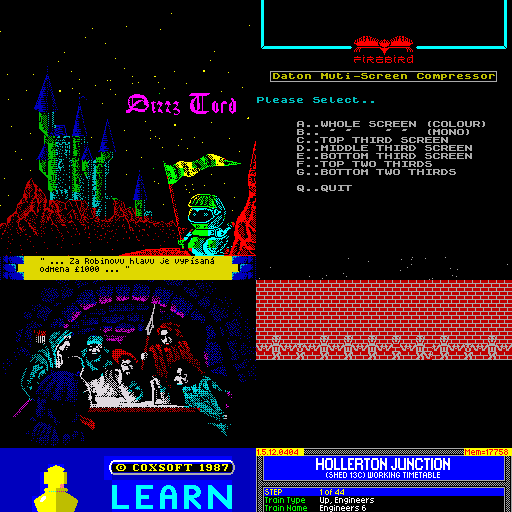 FIREBIRD
Daton Muti-Screen Compressor
Please Select..
A..WHOLE SCREEN (COLOUR)
B.. " " " " (MONO)
C..TOP THIRD SCREEN
D..MIDDLE THIRD SCREEN
E..BOTTOM THIRD SCREEN
F..TOP TWO THIRDS
G..BOTTOM TWO THIRDS
Q..QUIT
" ... Za Robinovu hlavu je vypísaná
odmena £1000 ... "
© COXSOFT 1987
LEARN
1.5.12.0404 Mem=17756
HOLLERTON JUNCTION
(SHED 13C) WORKING TIMETABLE
STEP 1 of 44
Train Type Up, Engineers
Train Name Engineers 6